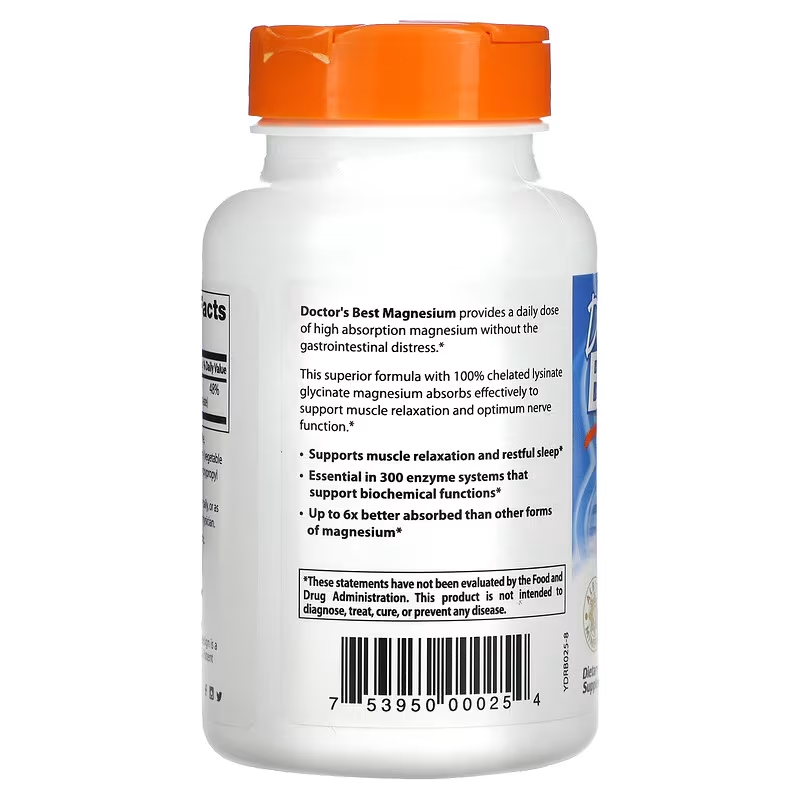 Facts
% Daily Value
48%
Doctor's Best Magnesium provides a daily dose
of high absorption magnesium without the
gastrointestinal distress.*
This superior formula with 100% chelated lysinate
glycinate magnesium absorbs effectively to
support muscle relaxation and optimum nerve
function.*
• Supports muscle relaxation and restful sleep*
• Essential in 300 enzyme systems that
support biochemical functions*
• Up to 6x better absorbed than other forms
of magnesium*
*These statements have not been evaluated by the Food and
Drug Administration. This product is not intended to
diagnose, treat, cure, or prevent any disease.
7 53950 00025 4
YDRB025-B